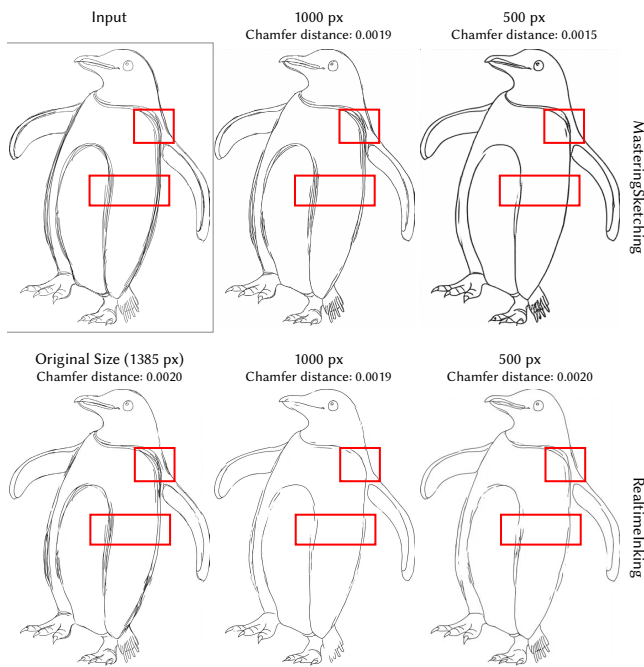 Input
1000 px
Chamfer distance: 0.0019
500 px
Chamfer distance: 0.0015
MasteringSketching
Original Size (1385 px)
Chamfer distance: 0.0020
1000 px
Chamfer distance: 0.0019
500 px
Chamfer distance: 0.0020
RealtimeInking